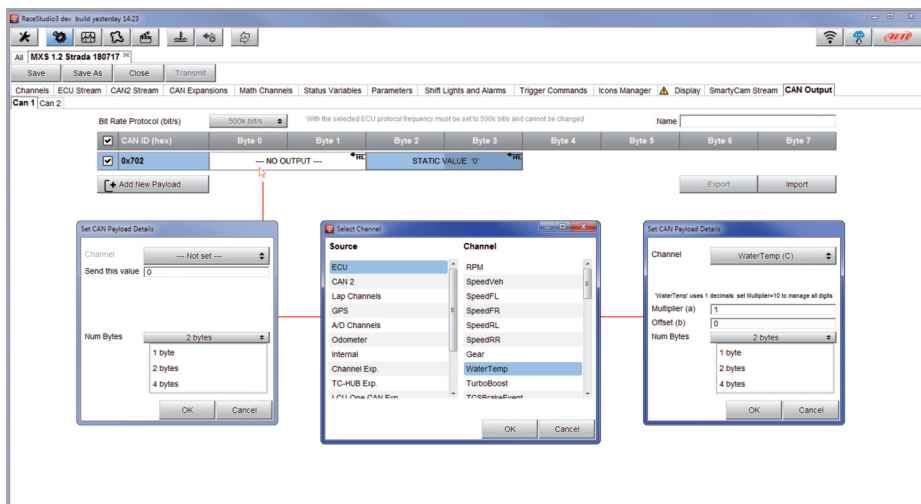 RaceStudio3 dev build yesterday 14:23
All MXS 1.2 Strada 180717
Save Save As Close Transmit
Channels ECU Stream CAN2 Stream CAN Expansions Math Channels Status Variables Parameters Shift Lights and Alarms Trigger Commands Icons Manager Display SmartyCam Stream CAN Output
Can 1 Can 2
Bit Rate Protocol (bit/s) 500k bit/s With the selected ECU protocol frequency must be set to 500k bit/s and cannot be changed Name
CAN ID (hex) Byte 0 Byte 1 Byte 2 Byte 3 Byte 4 Byte 5 Byte 6 Byte 7
0x702 --- NO OUTPUT --- HL STATIC VALUE: '0' HL
Add New Payload Export Import
Set CAN Payload Details
Channel --- Not set ---
Send this value 0
Num Bytes 2 bytes
1 byte
2 bytes
4 bytes
OK Cancel
Select Channel
Source Channel
ECU RPM
CAN 2 SpeedVeh
Lap Channels SpeedFL
GPS SpeedFR
A/D Channels SpeedRL
Odometer SpeedRR
Internal Gear
Channel Exp. WaterTemp
TC-HUB Exp. TurboBoost
LCU One CAN Exp TCSBrakeEvent
OK Cancel
Set CAN Payload Details
Channel WaterTemp (C)
'WaterTemp' uses 1 decimals: set Multiplier=10 to manage all digits
Multiplier (a) 1
Offset (b) 0
Num Bytes 2 bytes
1 byte
2 bytes
4 bytes
OK Cancel